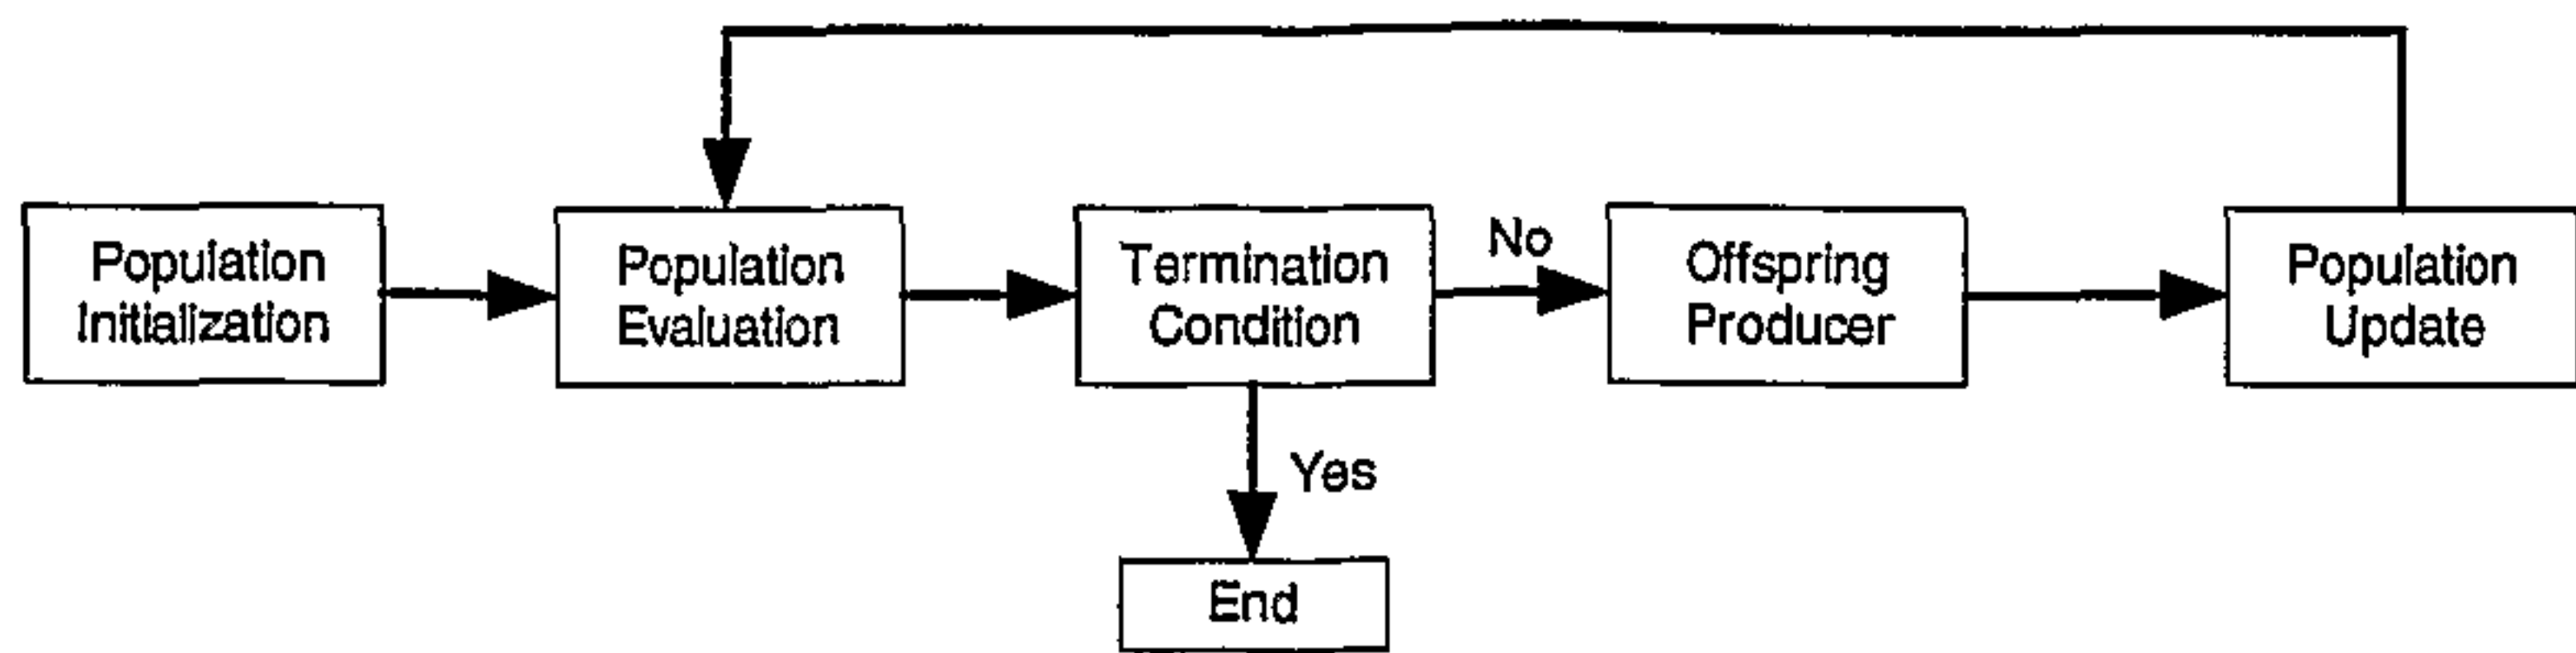 Population
Initialization
Population
Evaluation
Termination
Condition
No
Offspring
Producer
Population
Update
Yes
End